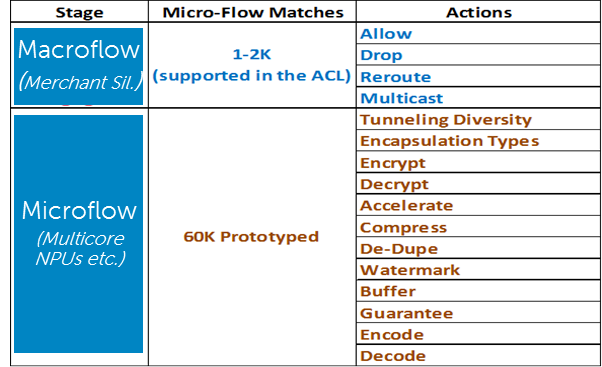 Stage Micro-Flow Matches Actions
Macroflow
(Merchant Sil.)
1-2K
(supported in the ACL)
Allow
Drop
Reroute
Multicast
Microflow
(Multicore
NPUs etc.)
60K Prototyped
Tunneling Diversity
Encapsulation Types
Encrypt
Decrypt
Accelerate
Compress
De-Dupe
Watermark
Buffer
Guarantee
Encode
Decode